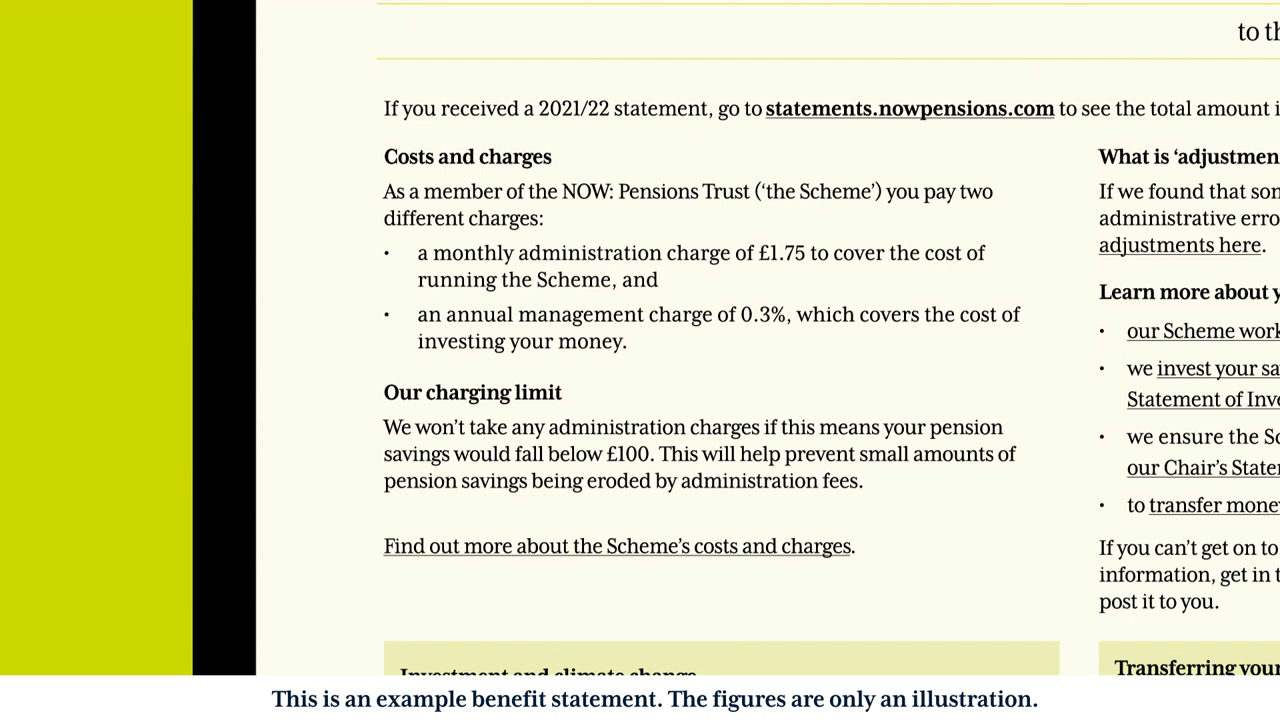 to th
If you received a 2021/22 statement, go to statements.nowpensions.com to see the total amount i
Costs and charges
As a member of the NOW: Pensions Trust (‘the Scheme’) you pay two
different charges:
• a monthly administration charge of £1.75 to cover the cost of
running the Scheme, and
• an annual management charge of 0.3%, which covers the cost of
investing your money.
Our charging limit
We won’t take any administration charges if this means your pension
savings would fall below £100. This will help prevent small amounts of
pension savings being eroded by administration fees.
Find out more about the Scheme’s costs and charges.
What is ‘adjustmen
If we found that som
administrative erro
adjustments here.
Learn more about y
• our Scheme work
• we invest your sa
Statement of Inve
• we ensure the Sc
our Chair’s Stater
• to transfer money
If you can’t get on to
information, get in t
post it to you.
Investment and climate change
Transferring your
This is an example benefit statement. The figures are only an illustration.